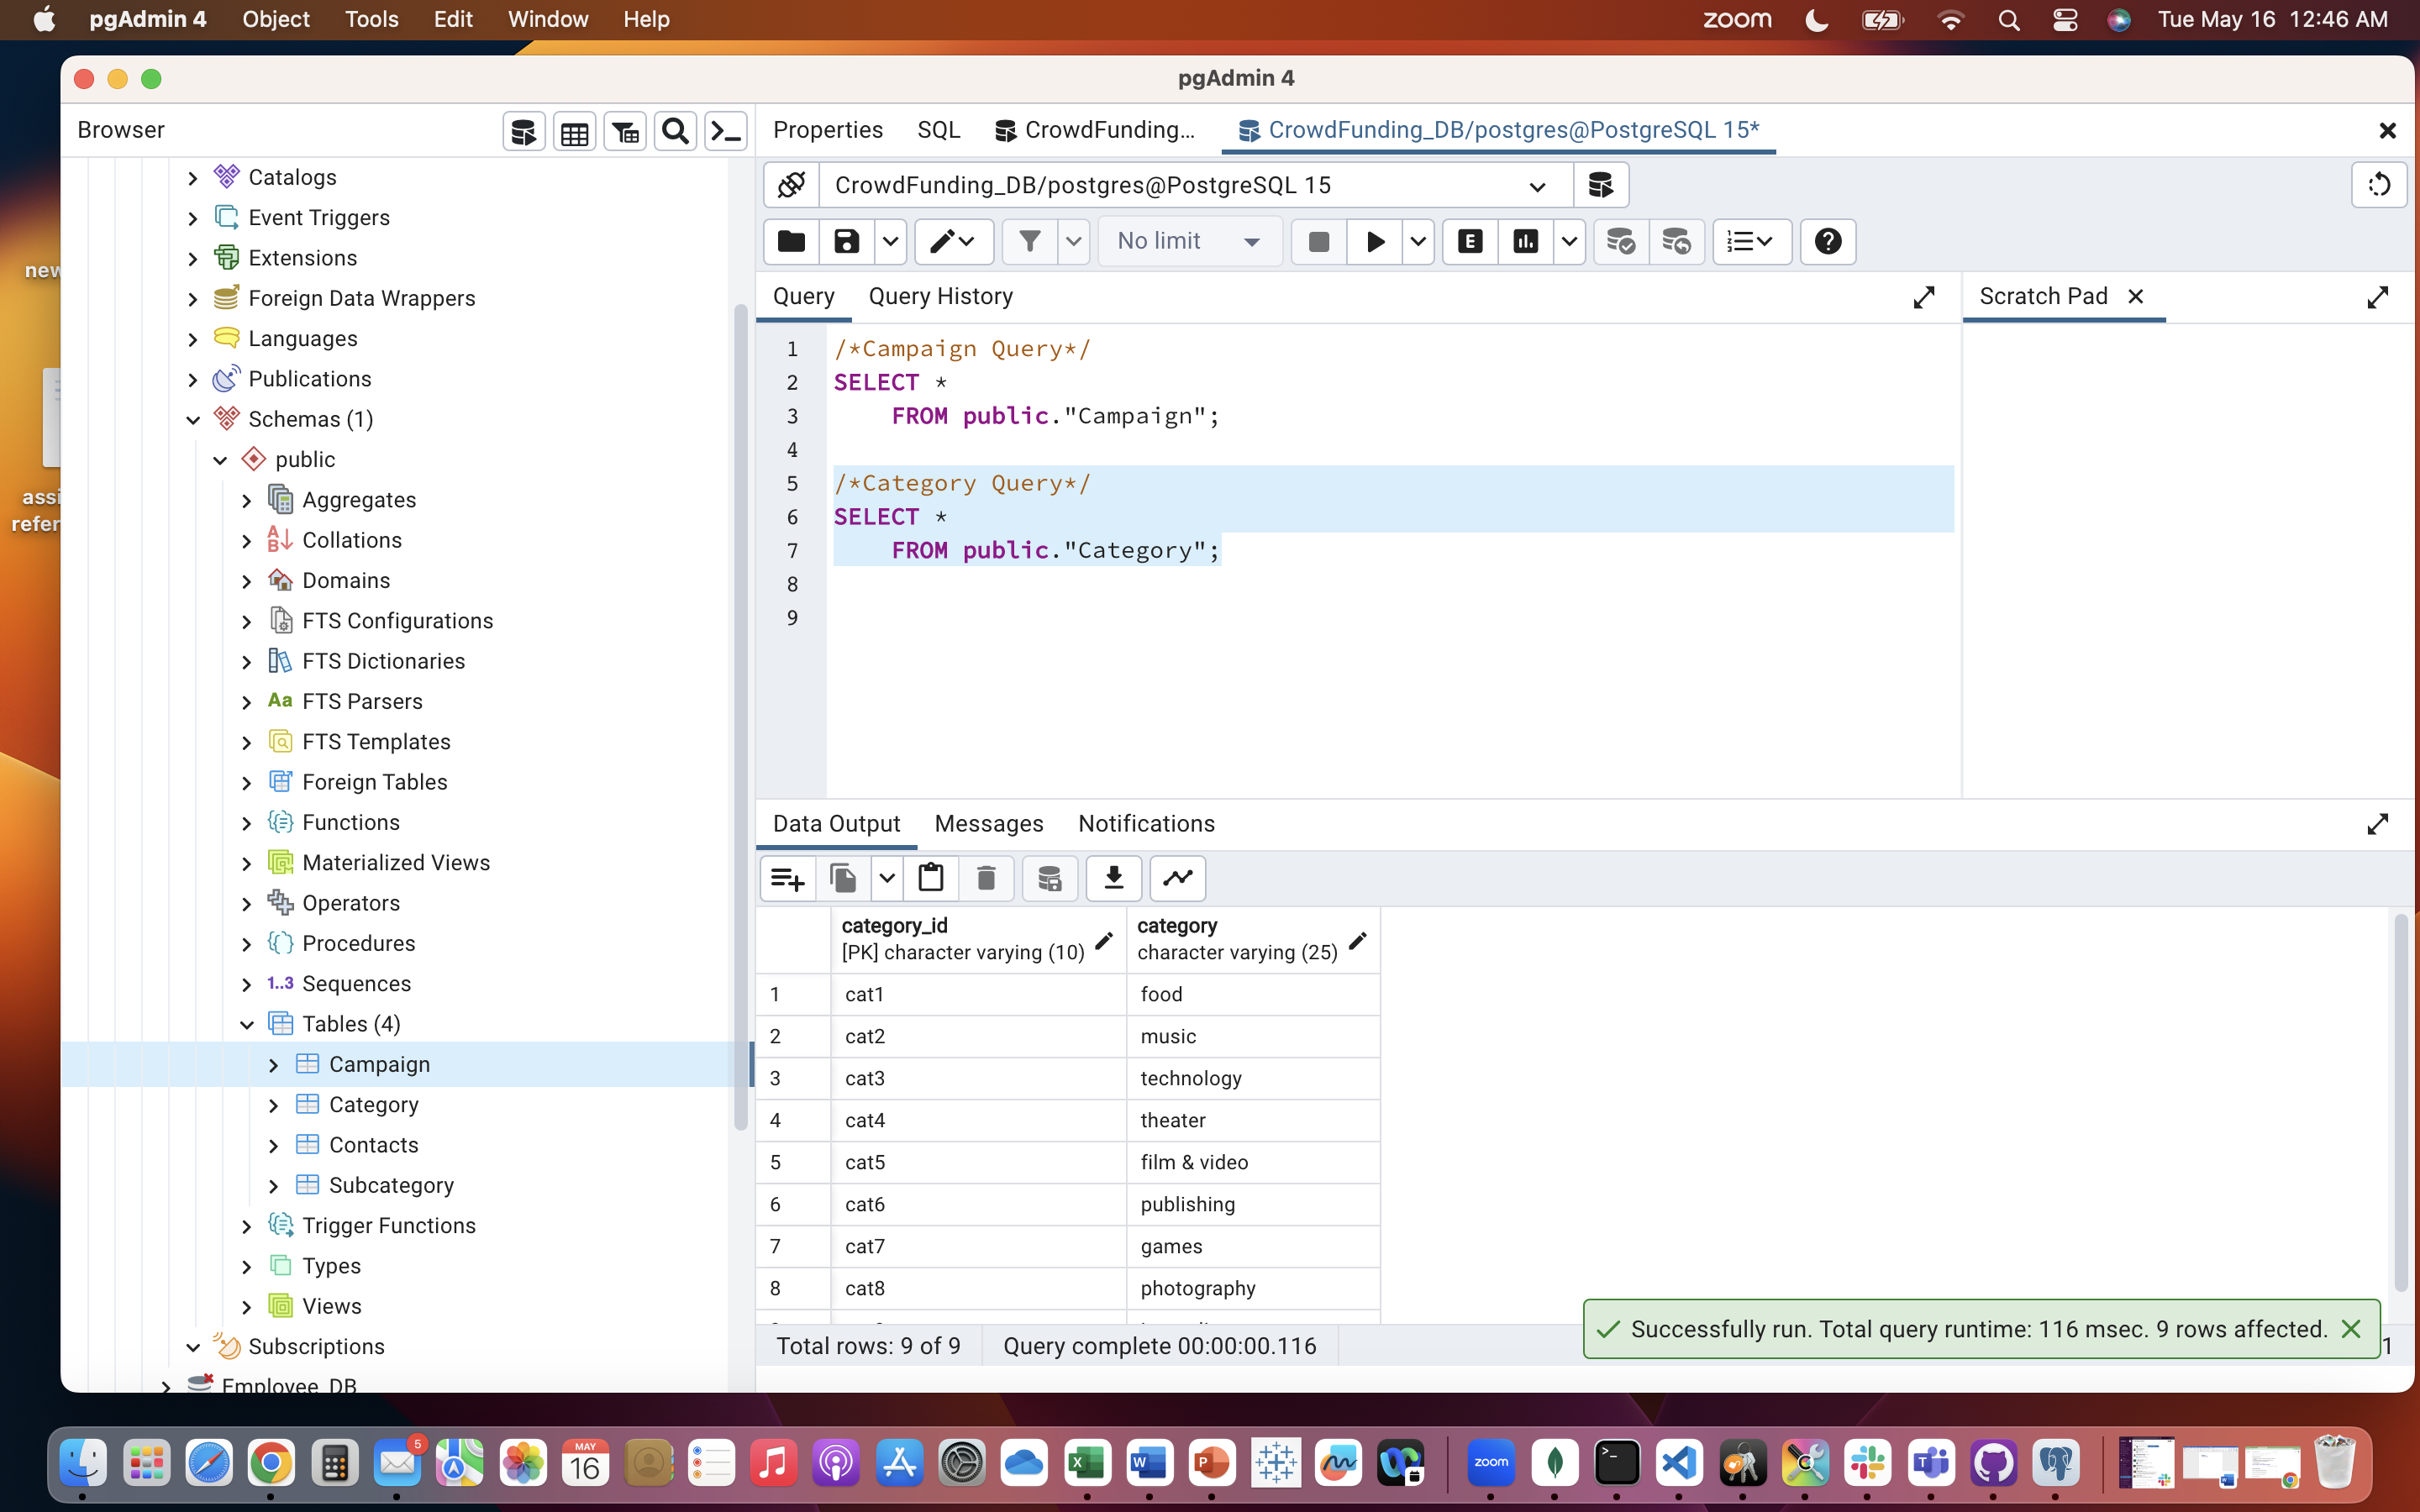 pgAdmin 4 Object Tools Edit Window Help zoom Tue May 16 12:46 AM
pgAdmin 4
Browser
Properties SQL CrowdFunding... CrowdFunding_DB/postgres@PostgreSQL 15*
CrowdFunding_DB/postgres@PostgreSQL 15
No limit
E
Query Query History
Scratch Pad
new
assi
refer
Catalogs
Event Triggers
Extensions
Foreign Data Wrappers
Languages
Publications
Schemas (1)
public
Aggregates
Collations
Domains
FTS Configurations
FTS Dictionaries
Aa FTS Parsers
FTS Templates
Foreign Tables
Functions
Materialized Views
Operators
Procedures
1..3 Sequences
Tables (4)
Campaign
Category
Contacts
Subcategory
Trigger Functions
Types
Views
Subscriptions
Employee_DB
1 /*Campaign Query*/
2 SELECT *
3 FROM public."Campaign";
4
5 /*Category Query*/
6 SELECT *
7 FROM public."Category";
8
9
Data Output Messages Notifications
category_id category
[PK] character varying (10) character varying (25)
1 cat1 food
2 cat2 music
3 cat3 technology
4 cat4 theater
5 cat5 film & video
6 cat6 publishing
7 cat7 games
8 cat8 photography
Total rows: 9 of 9 Query complete 00:00:00.116
Successfully run. Total query runtime: 116 msec. 9 rows affected.
1
5
MAY
16
zoom